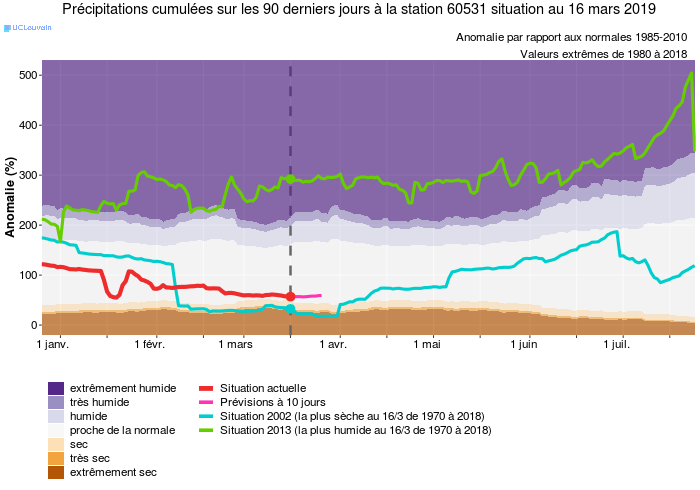 Précipitations cumulées sur les 90 derniers jours à la station 60531 situation au 16 mars 2019
UCLouvain
Anomalie par rapport aux normales 1985-2010
Valeurs extrêmes de 1980 à 2018
Anomalie (%)
500
400
300
200
100
0
1 janv. 1 févr. 1 mars 1 avr. 1 mai 1 juin 1 juil.
extrêmement humide
très humide
humide
proche de la normale
sec
très sec
extrêmement sec
Situation actuelle
Prévisions à 10 jours
Situation 2002 (la plus sèche au 16/3 de 1970 à 2018)
Situation 2013 (la plus humide au 16/3 de 1970 à 2018)